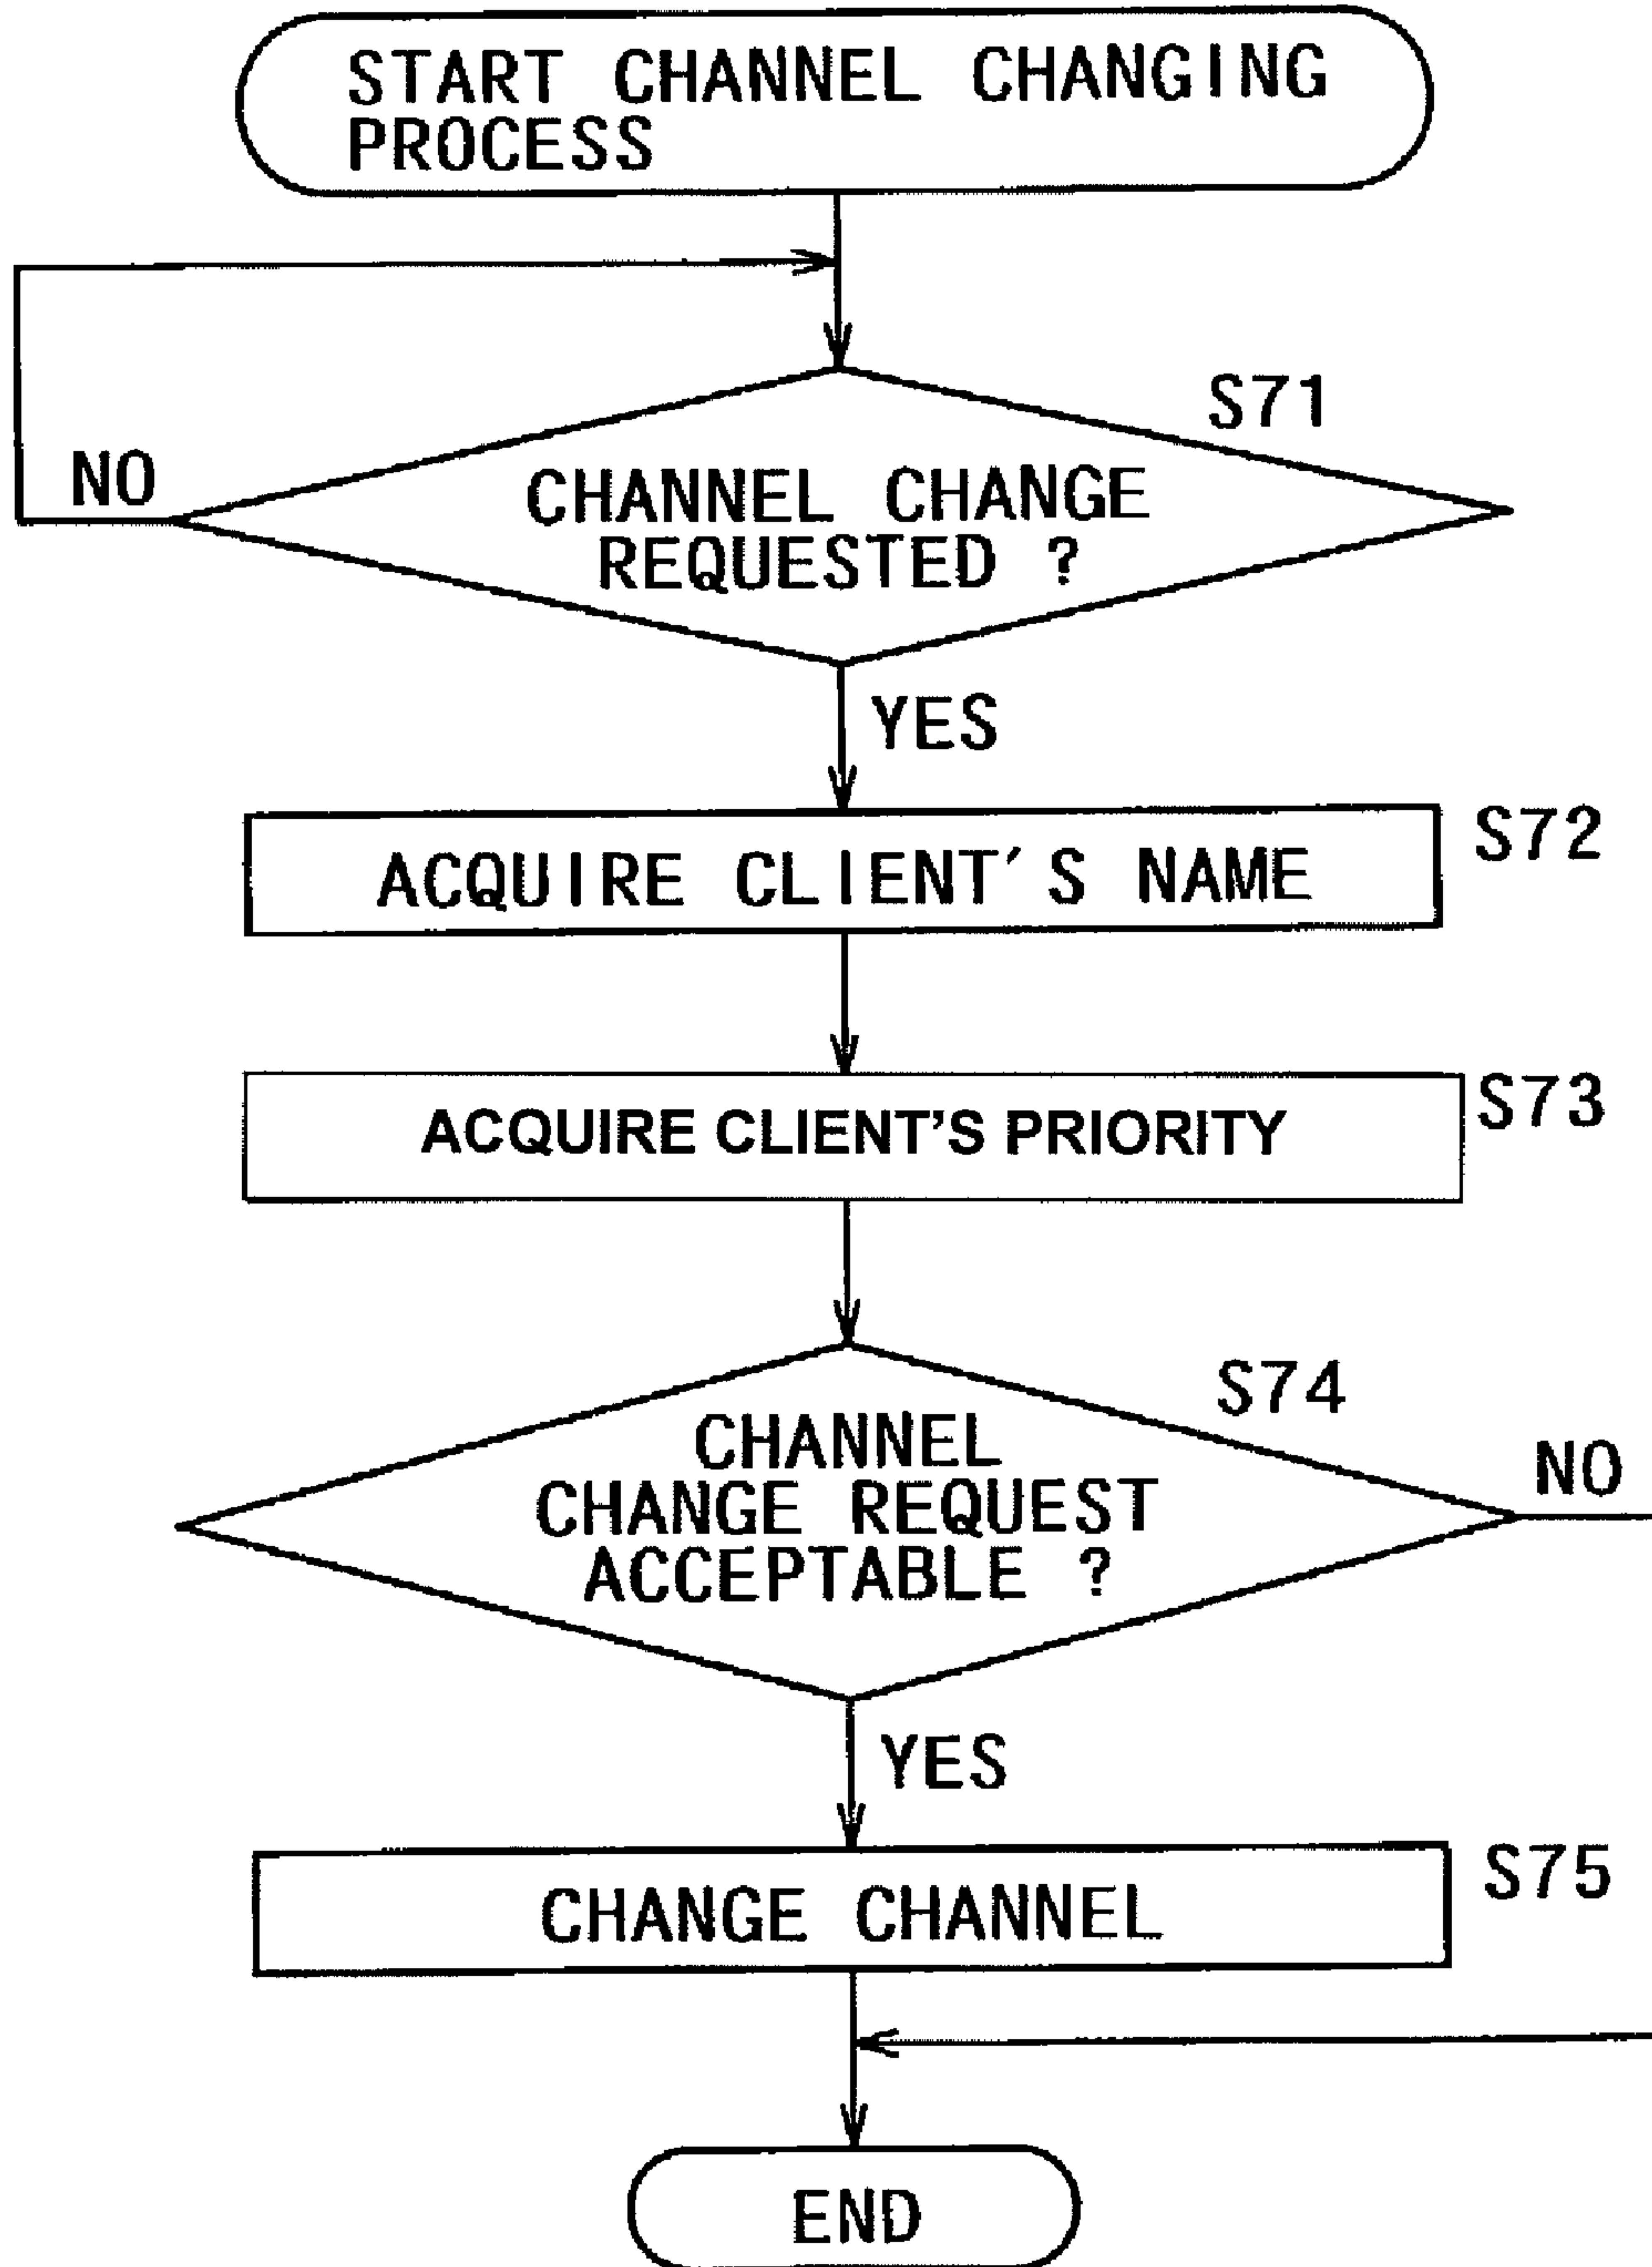 START CHANNEL CHANGING
PROCESS
S71
NO
CHANNEL CHANGE
REQUESTED ?
YES
S72
ACQUIRE CLIENT'S NAME
S73
ACQUIRE CLIENT’S PRIORITY
S74
CHANNEL
CHANGE REQUEST
ACCEPTABLE ?
NO
YES
S75
CHANGE CHANNEL
END